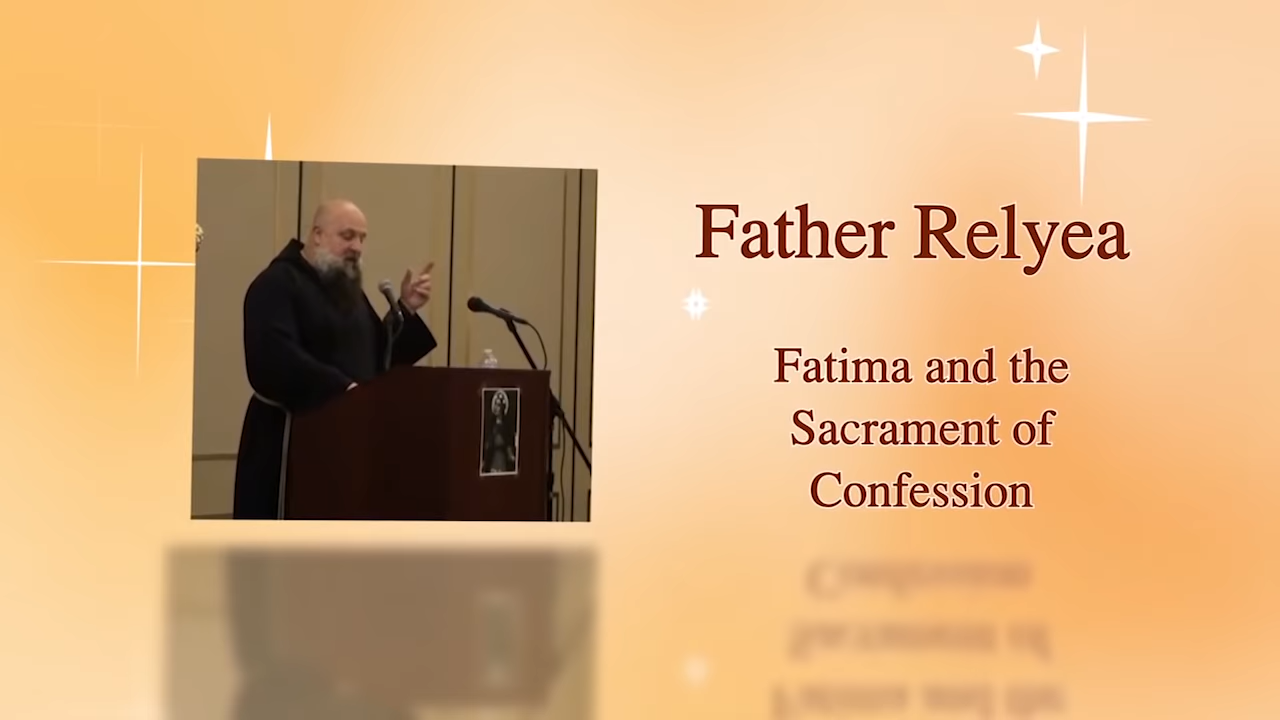 Father Relyea
Fatima and the
Sacrament of
Confession